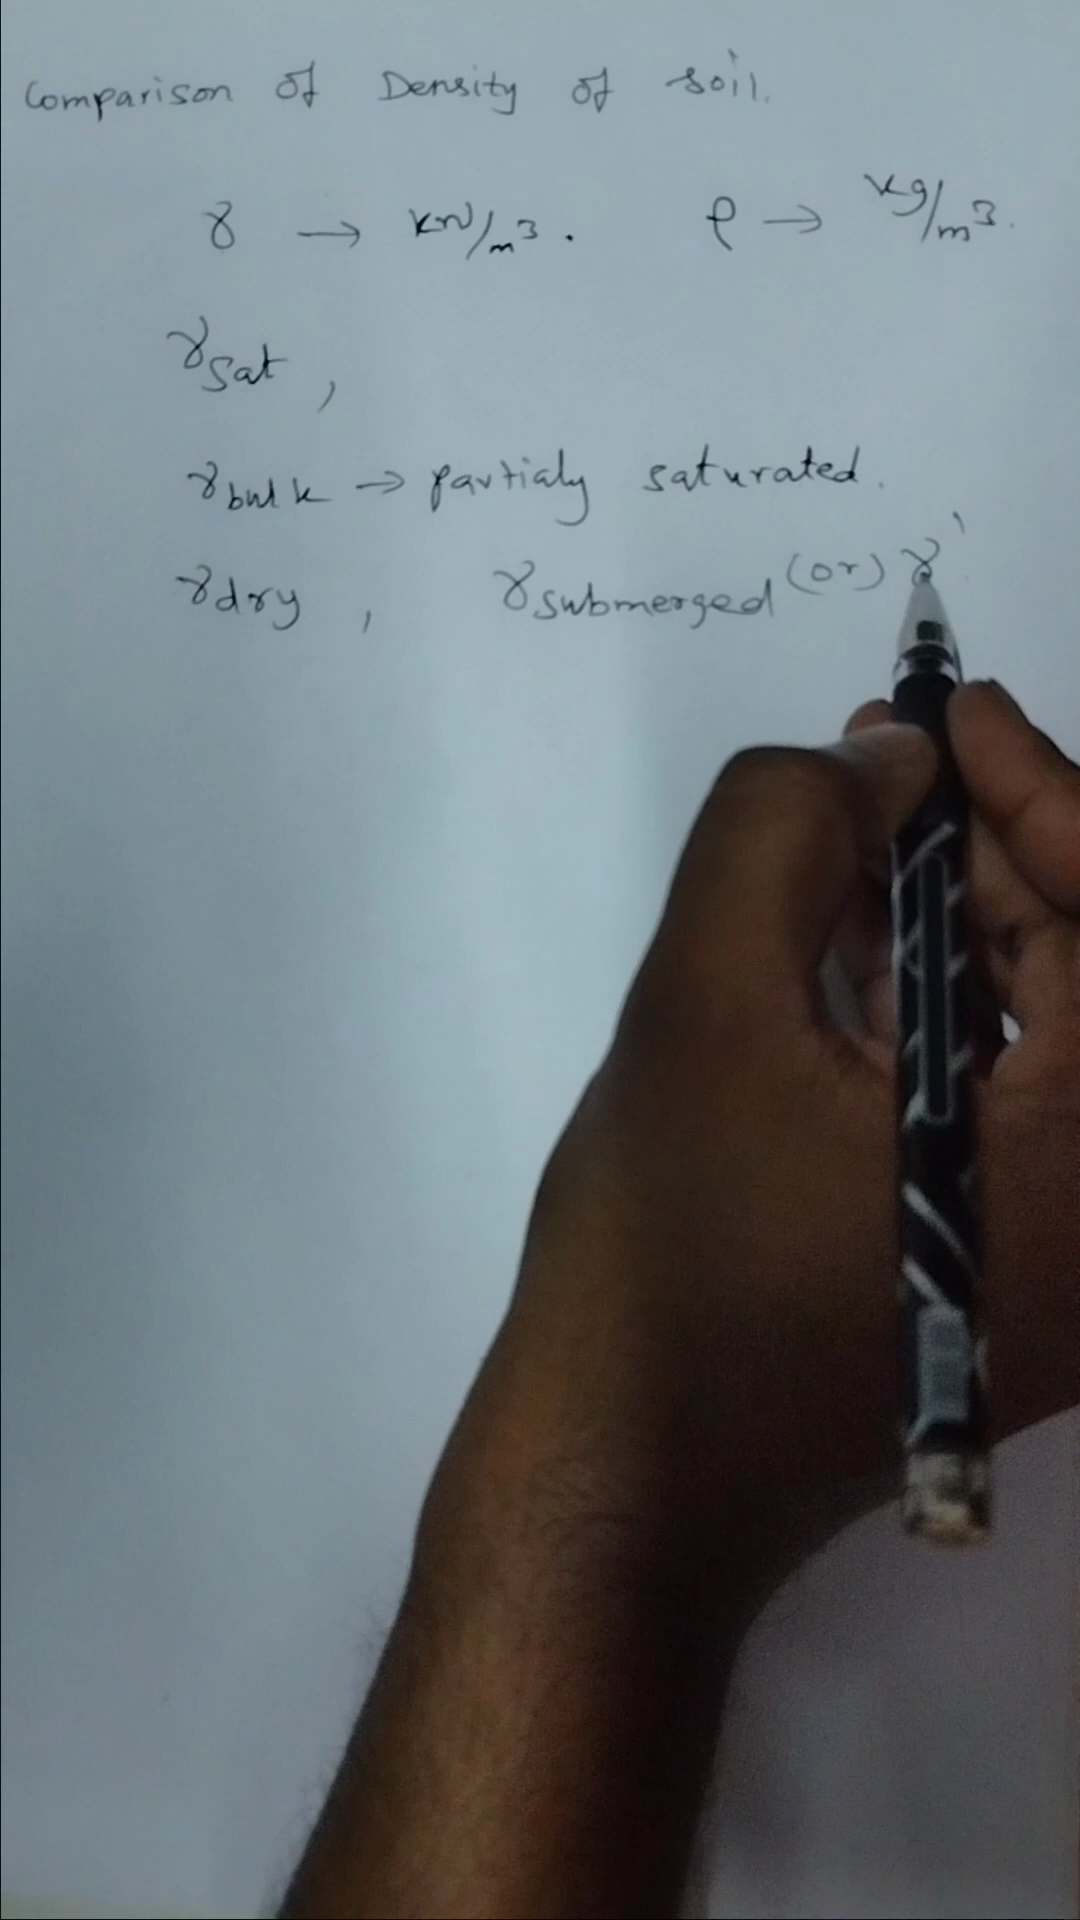 Comparison of Density of soil.
γ → kN/m³. ρ → kg/m³.
γsat,
γbulk → partialy saturated.
γdry, γsubmerged (or) γ'